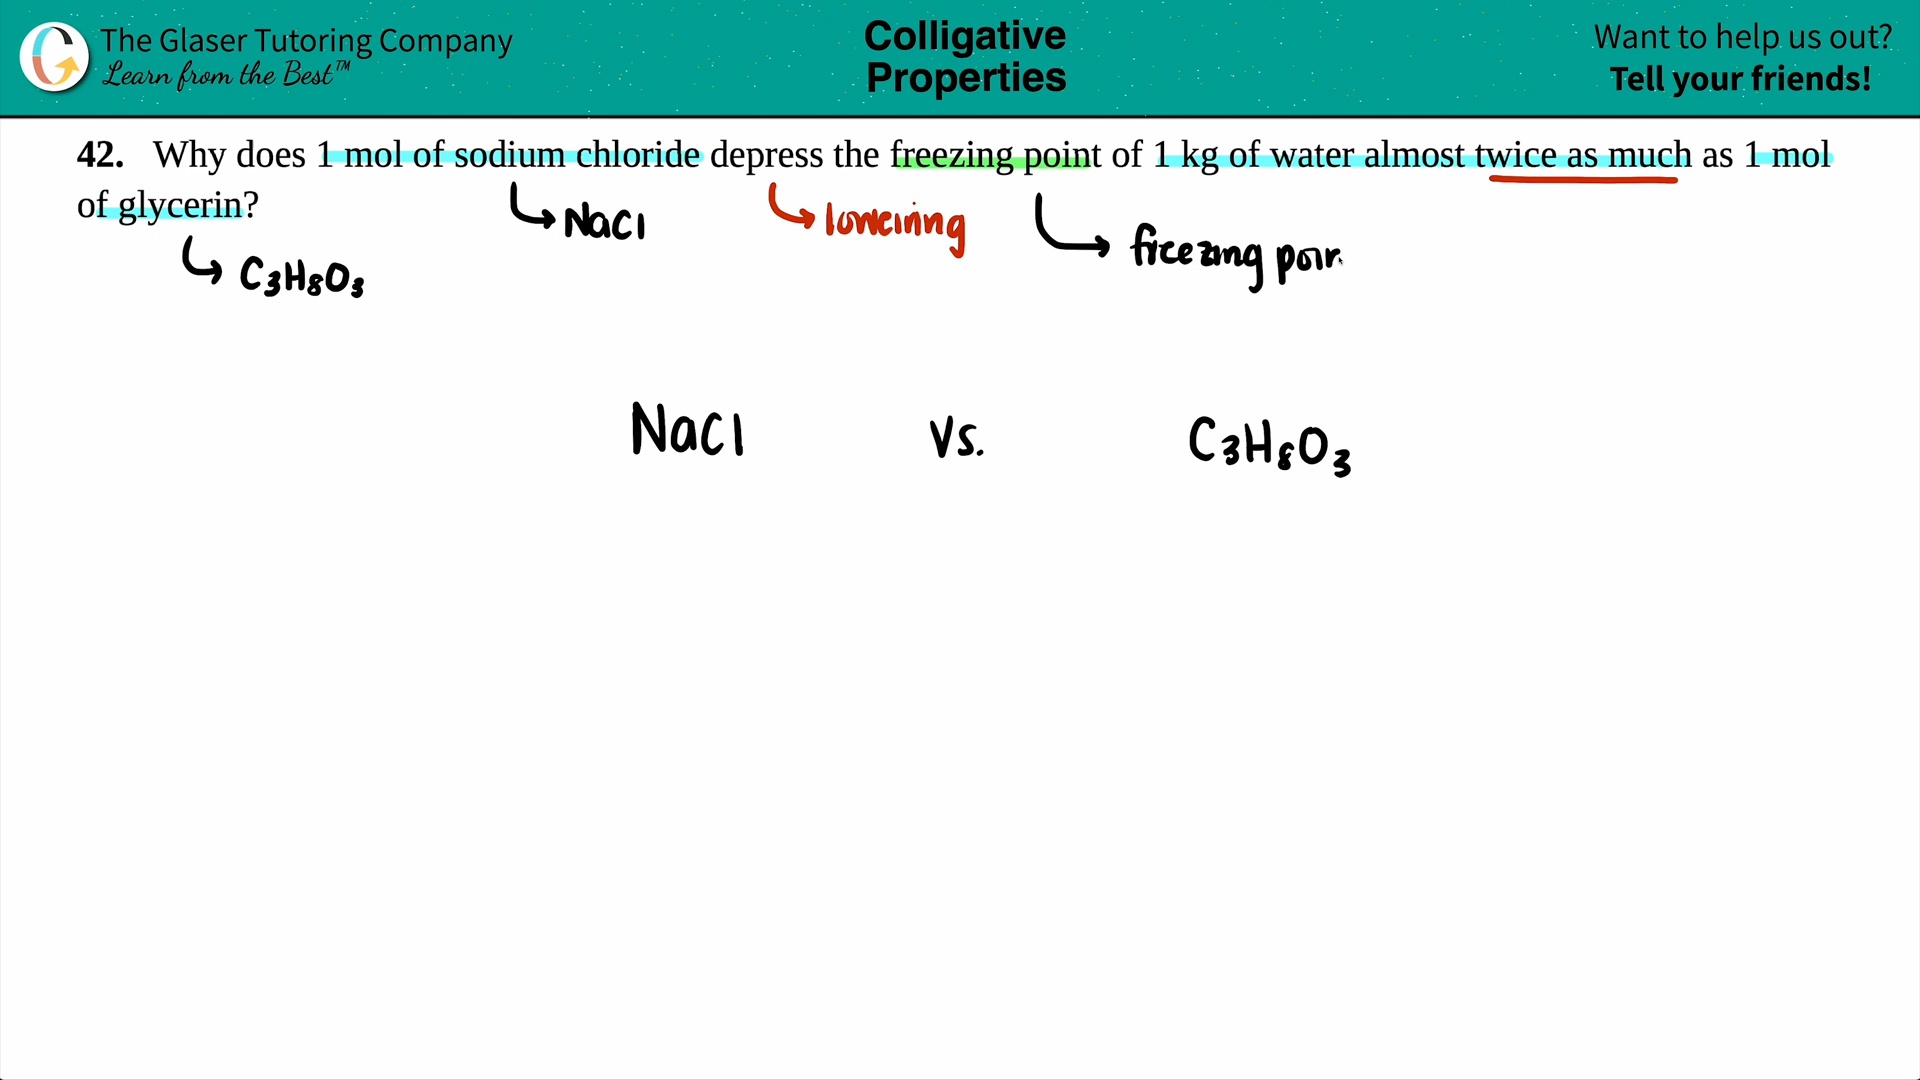 The Glaser Tutoring Company
Learn from the Best™
Colligative
Properties
Want to help us out?
Tell your friends!
42. Why does 1 mol of sodium chloride depress the freezing point of 1 kg of water almost twice as much as 1 mol
of glycerin?
NaCl
lowering
freezing poin
C₃H₈O₃
NaCl vs. C₃H₈O₃